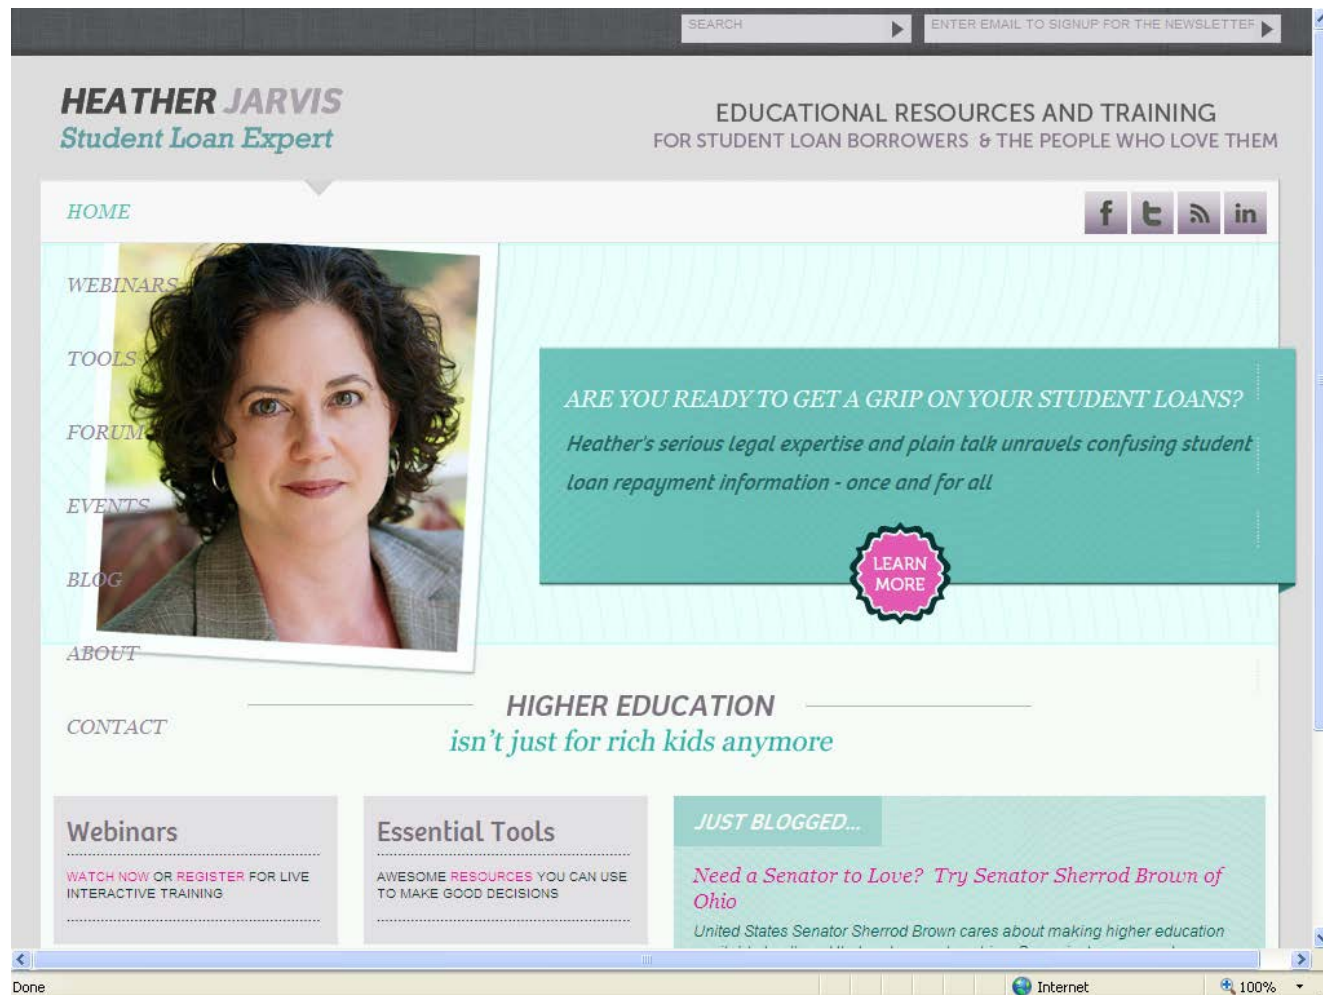 SEARCH
ENTER EMAIL TO SIGNUP FOR THE NEWSLETTER
HEATHER JARVIS
Student Loan Expert
EDUCATIONAL RESOURCES AND TRAINING
FOR STUDENT LOAN BORROWERS & THE PEOPLE WHO LOVE THEM
HOME
f t in
WEBINARS
TOOLS
FORUM
EVENTS
BLOG
ABOUT
CONTACT
ARE YOU READY TO GET A GRIP ON YOUR STUDENT LOANS?
Heather's serious legal expertise and plain talk unravels confusing student
loan repayment information - once and for all
LEARN
MORE
HIGHER EDUCATION
isn't just for rich kids anymore
Webinars
WATCH NOW OR REGISTER FOR LIVE
INTERACTIVE TRAINING
Essential Tools
AWESOME RESOURCES YOU CAN USE
TO MAKE GOOD DECISIONS
JUST BLOGGED...
Need a Senator to Love? Try Senator Sherrod Brown of
Ohio
United States Senator Sherrod Brown cares about making higher education
Done
Internet
100%